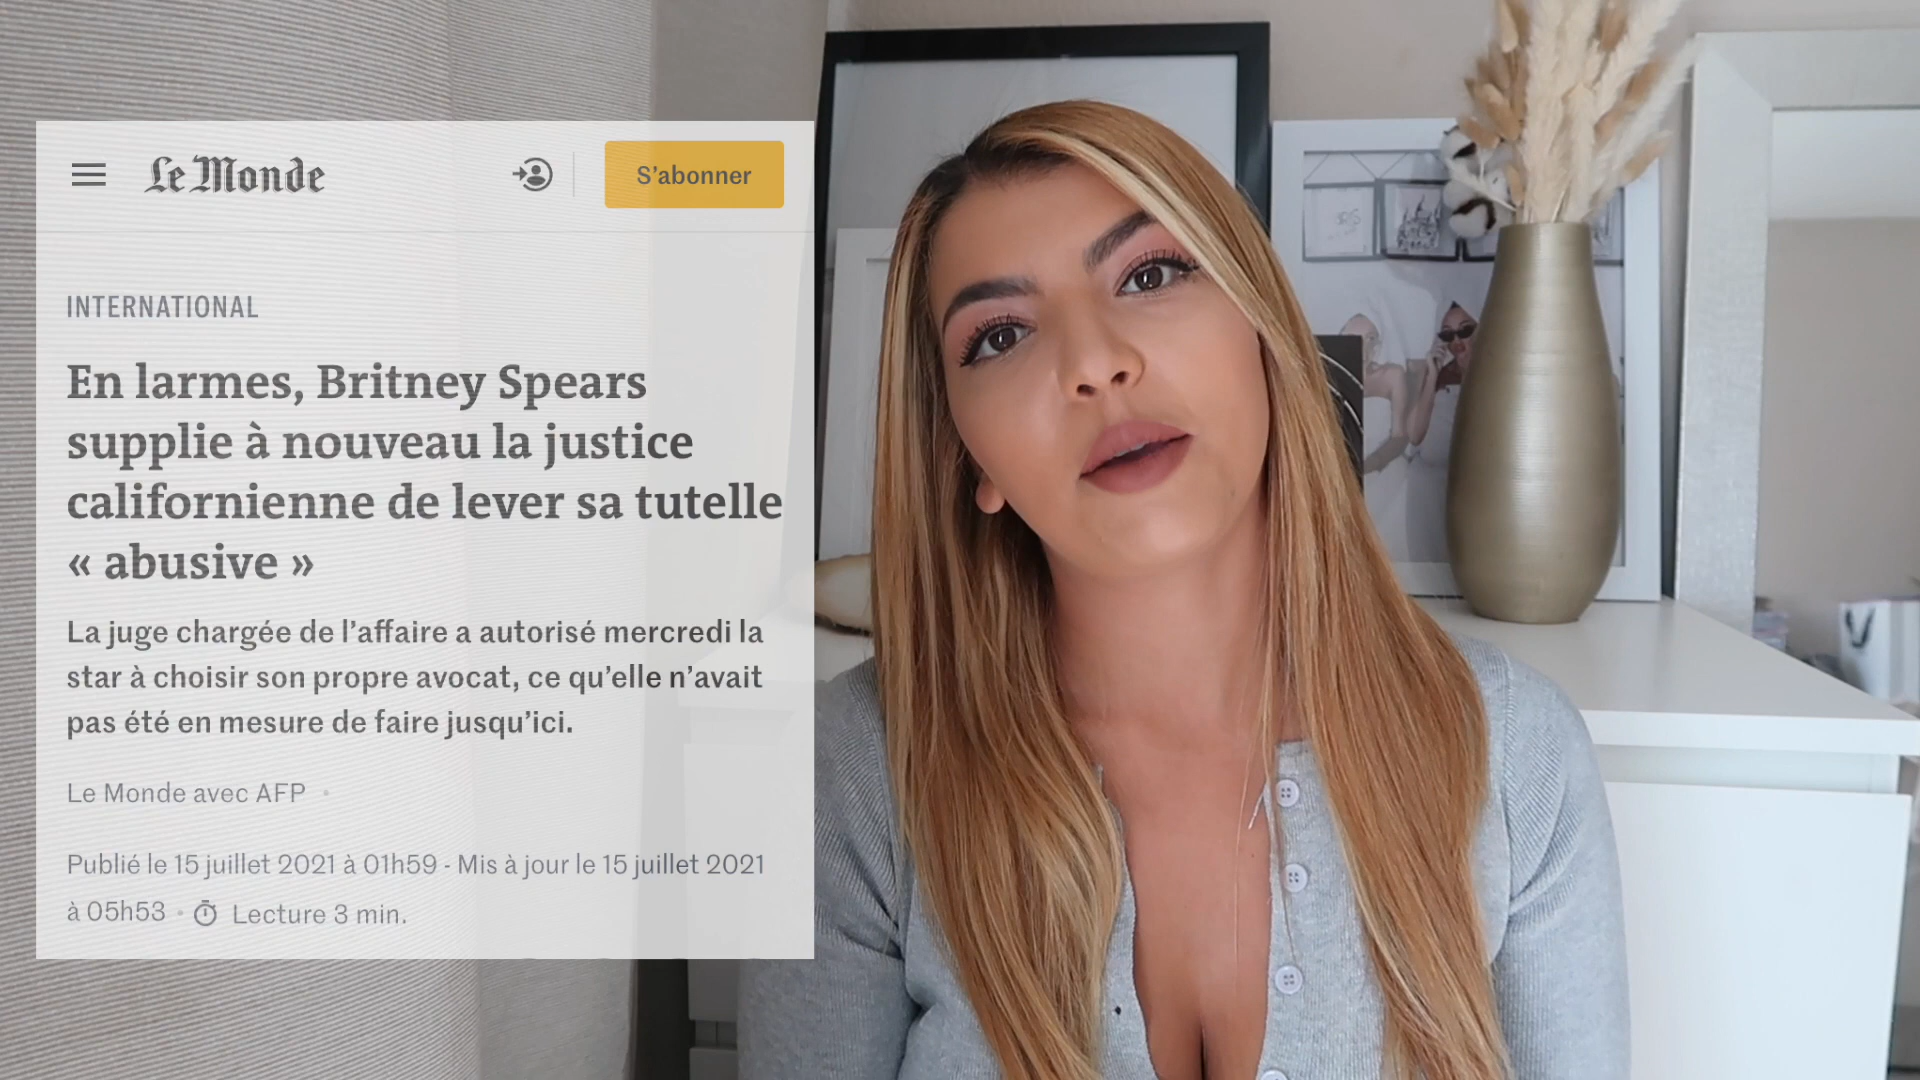 Le Monde
S'abonner
INTERNATIONAL
En larmes, Britney Spears
supplie à nouveau la justice
californienne de lever sa tutelle
« abusive »
La juge chargée de l'affaire a autorisé mercredi la
star à choisir son propre avocat, ce qu'elle n'avait
pas été en mesure de faire jusqu'ici.
Le Monde avec AFP •
Publié le 15 juillet 2021 à 01h59 - Mis à jour le 15 juillet 2021
à 05h53 • Lecture 3 min.